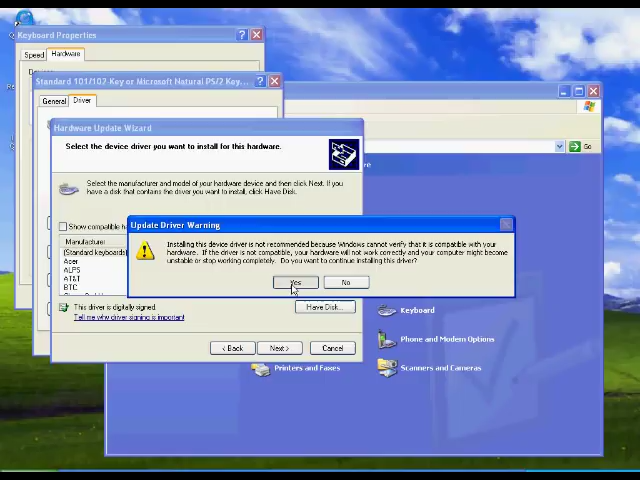 Keyboard Properties
Speed
Hardware
Standard 101/102-Key or Microsoft Natural PS/2 Key...
General
Driver
Hardware Update Wizard
Select the device driver you want to install for this hardware.
Select the manufacturer and model of your hardware device and then click Next. If you
have a disk that contains the driver you want to install, click Have Disk.
Show compatible h
Manufacturer
(Standard keyboards)
Acer
ALPS
AT&T
BTC
Update Driver Warning
Installing this device driver is not recommended because Windows cannot verify that it is compatible with your
hardware. If the driver is not compatible, your hardware will not work correctly and your computer might become
unstable or stop working completely. Do you want to continue installing this driver?
Yes
No
This driver is digitally signed
Tell me why driver signing is important
Have Disk...
< Back
Next >
Cancel
Go
Keyboard
Phone and Modem Options
Printers and Faxes
Scanners and Cameras